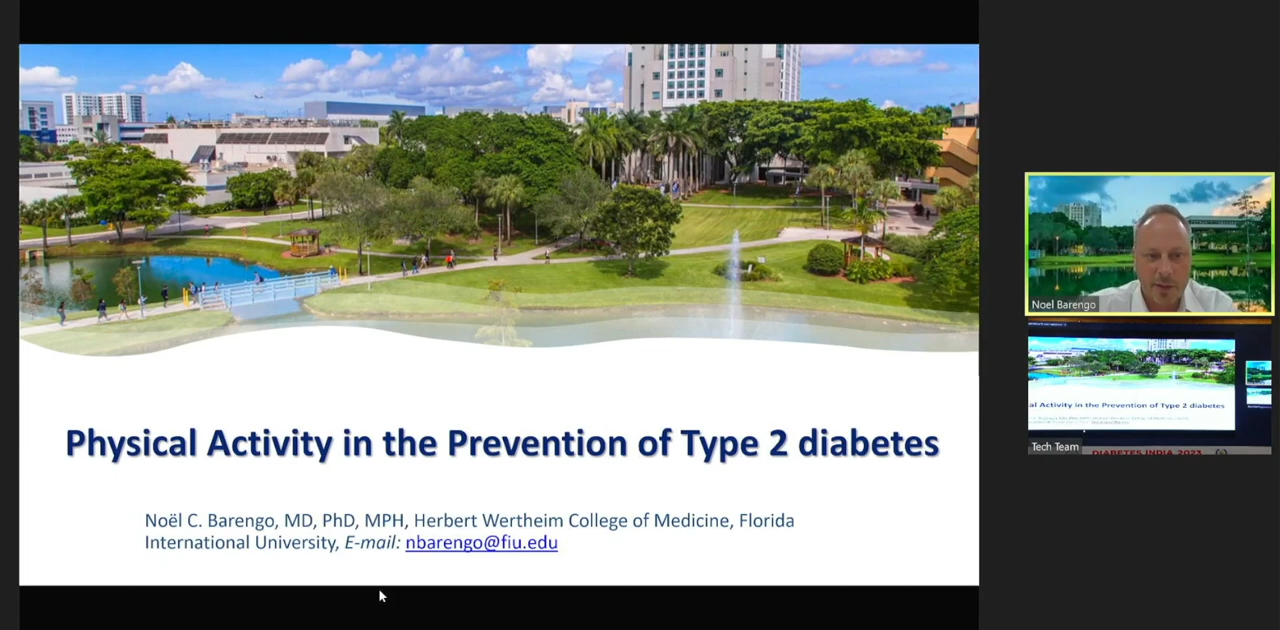 Physical Activity in the Prevention of Type 2 diabetes
Noël C. Barengo, MD, PhD, MPH, Herbert Wertheim College of Medicine, Florida
International University, E-mail: nbarengo@fiu.edu
Noel Barengo
al Activity in the Prevention of Type 2 diabetes
Tech Team
DIABETES INDIA 2023